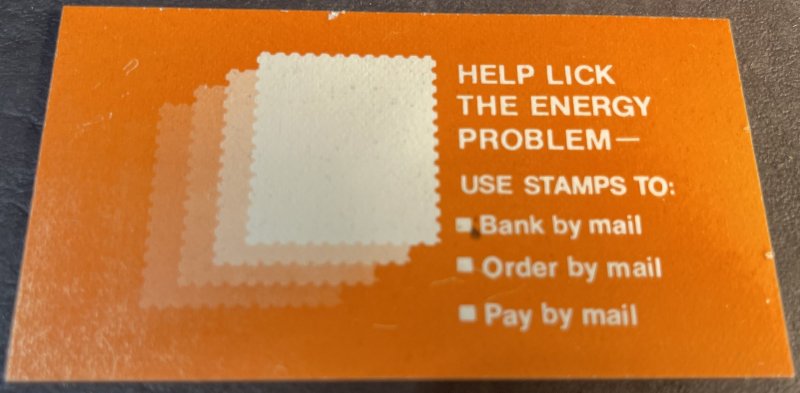 HELP LICK
THE ENERGY
PROBLEM—
USE STAMPS TO:
Bank by mail
Order by mail
Pay by mail